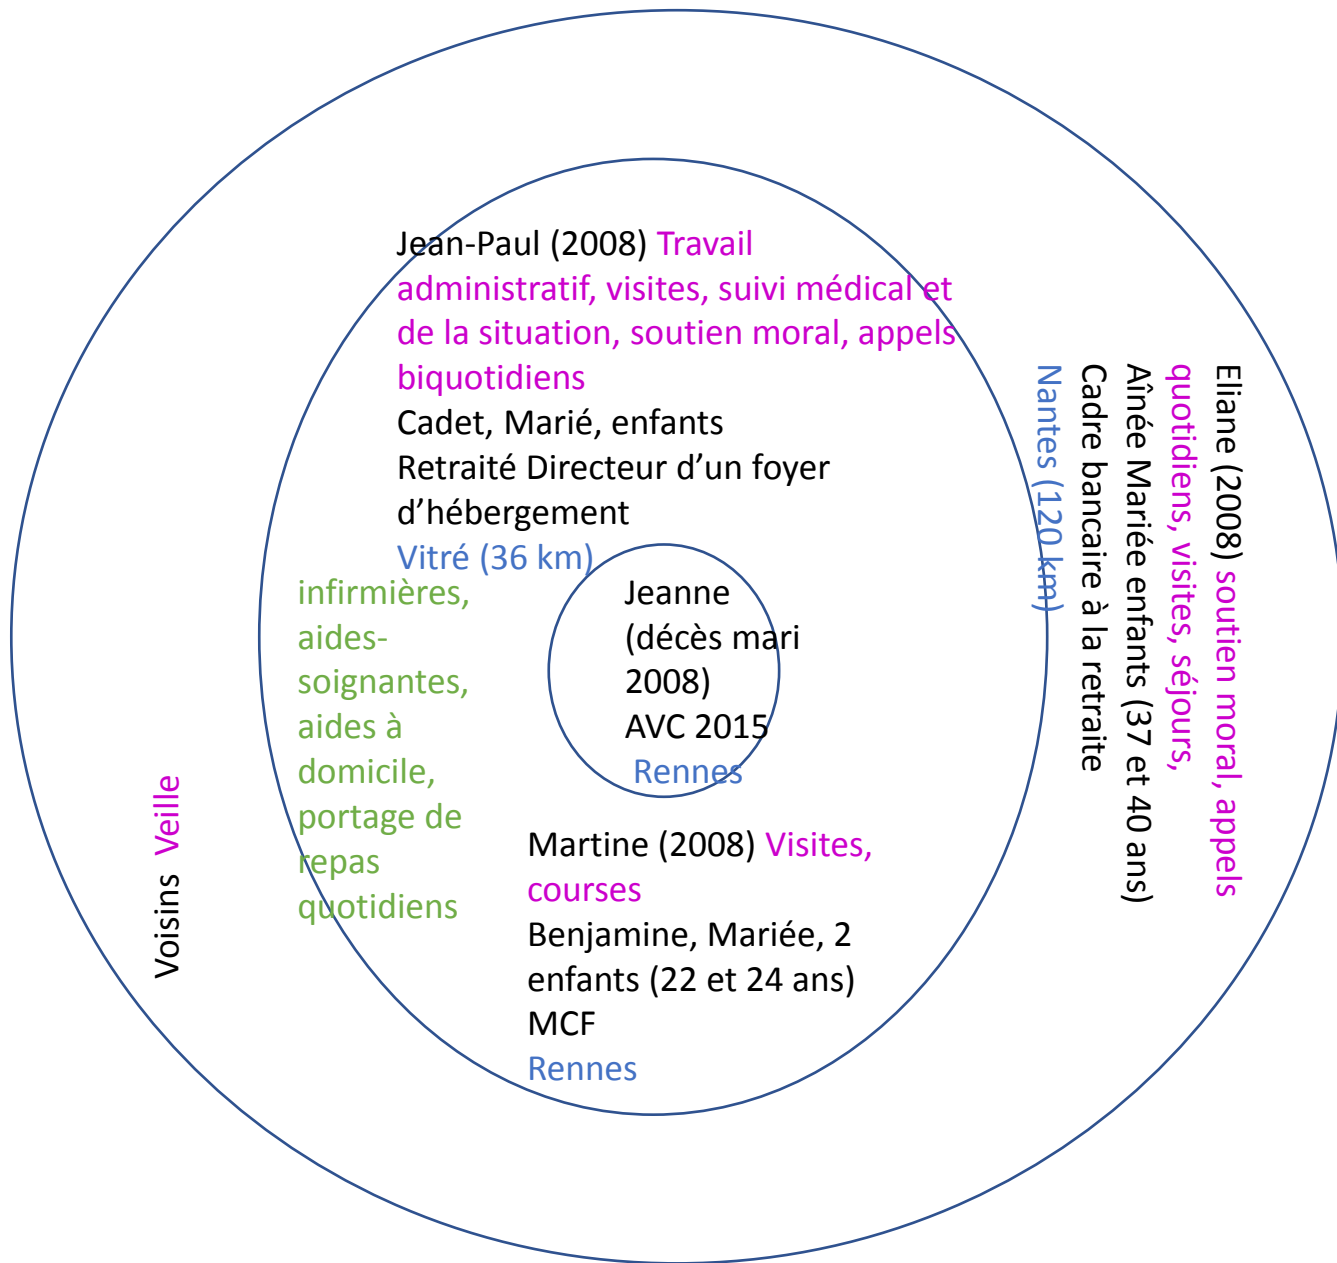 Jean-Paul (2008) Travail
administratif, visites, suivi médical et
de la situation, soutien moral, appels
biquotidiens
Cadet, Marié, enfants
Retraité Directeur d’un foyer
d’hébergement
Vitré (36 km)
infirmières,
aides-
soignantes,
aides à
domicile,
portage de
repas
quotidiens
Jeanne
(décès mari
2008)
AVC 2015
Rennes
Martine (2008) Visites,
courses
Benjamine, Mariée, 2
enfants (22 et 24 ans)
MCF
Rennes
Eliane (2008) soutien moral, appels
quotidiens, visites, séjours,
Aînée Mariée enfants (37 et 40 ans)
Cadre bancaire à la retraite
Nantes (120 km)
Voisins Veille